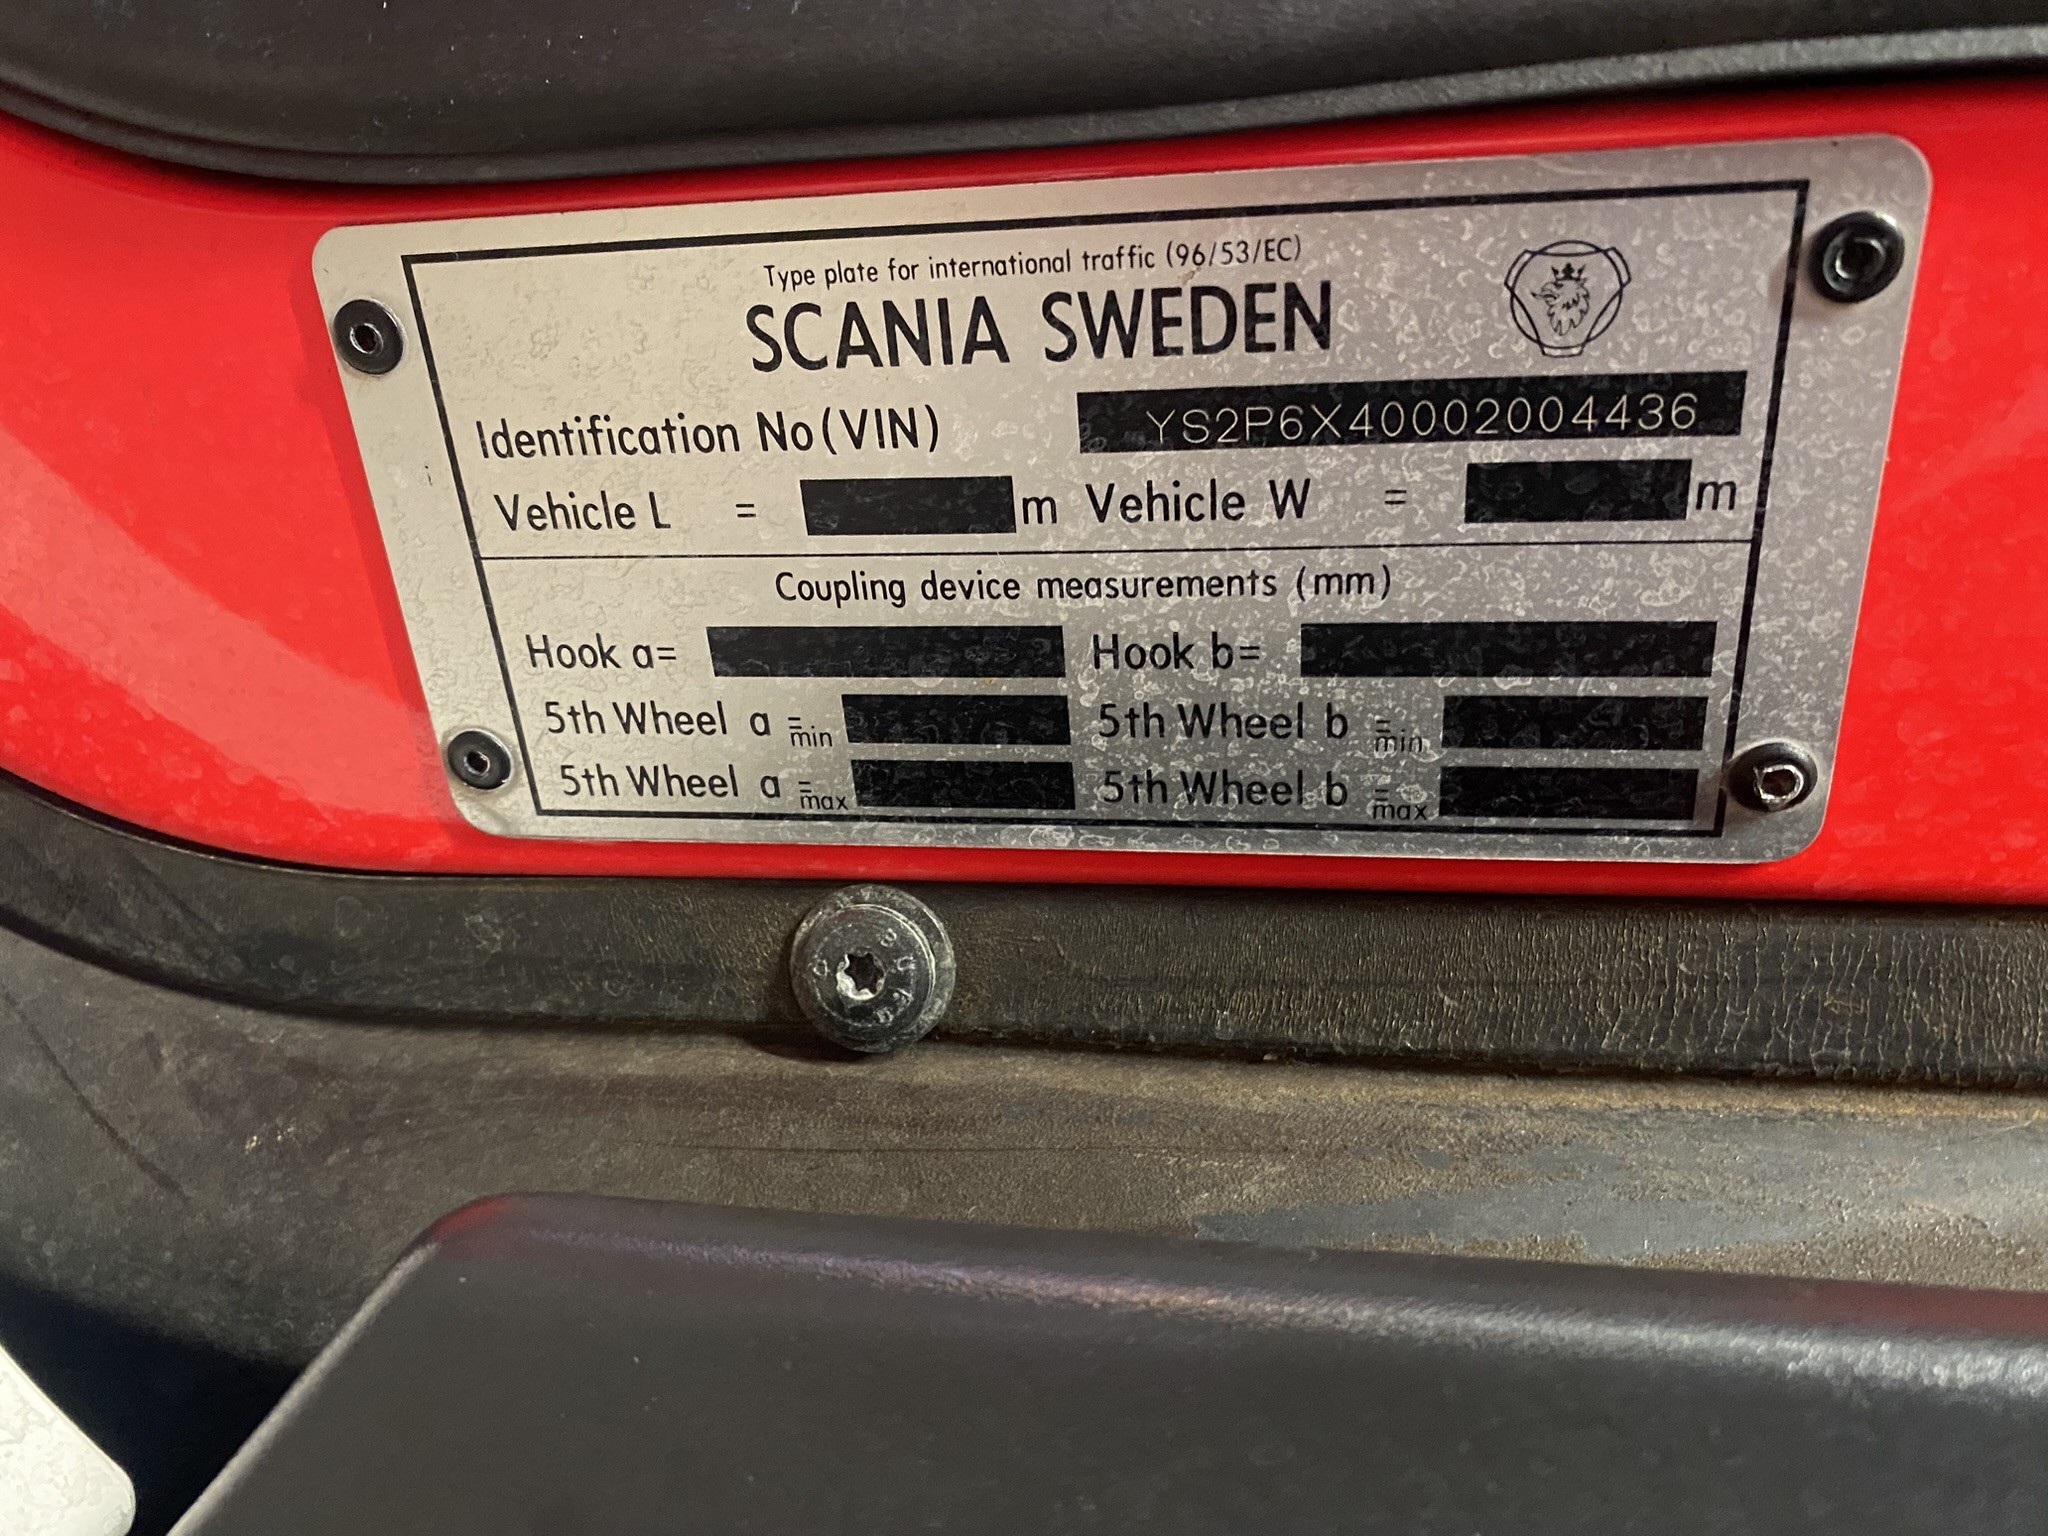 Type plate for international traffic (96/53/EC)
SCANIA SWEDEN
Identification No (VIN) YS2P6X40002004436
Vehicle L = m Vehicle W = m
Coupling device measurements (mm)
Hook a= Hook b=
5th Wheel a = min 5th Wheel b = min
5th Wheel a = max 5th Wheel b = max